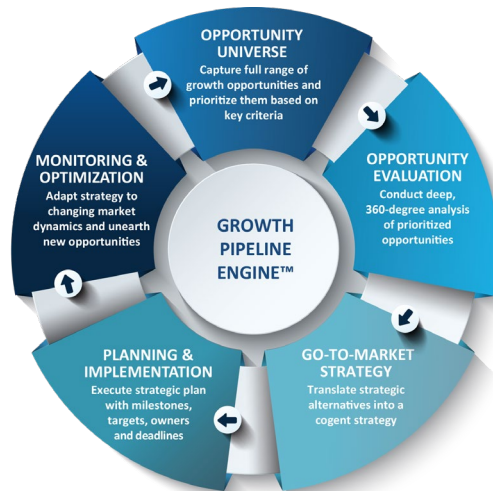 OPPORTUNITY
UNIVERSE
Capture full range of
growth opportunities and
prioritize them based on
key criteria
OPPORTUNITY
EVALUATION
Conduct deep,
360-degree analysis
of prioritized
opportunities
GO-TO-MARKET
STRATEGY
Translate strategic
alternatives into a
cogent strategy
PLANNING &
IMPLEMENTATION
Execute strategic plan
with milestones,
targets, owners
and deadlines
MONITORING &
OPTIMIZATION
Adapt strategy to
changing market
dynamics and unearth
new opportunities
GROWTH
PIPELINE
ENGINE™